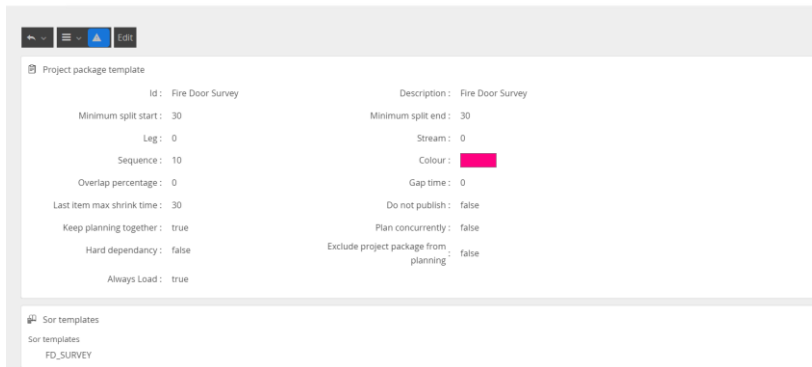 Edit
Project package template
Id : Fire Door Survey Description : Fire Door Survey
Minimum split start : 30 Minimum split end : 30
Leg : 0 Stream : 0
Sequence : 10 Colour :
Overlap percentage : 0 Gap time : 0
Last item max shrink time : 30 Do not publish : false
Keep planning together : true Plan concurrently : false
Hard dependancy : false Exclude project package from planning : false
Always Load : true
Sor templates
Sor templates
FD_SURVEY